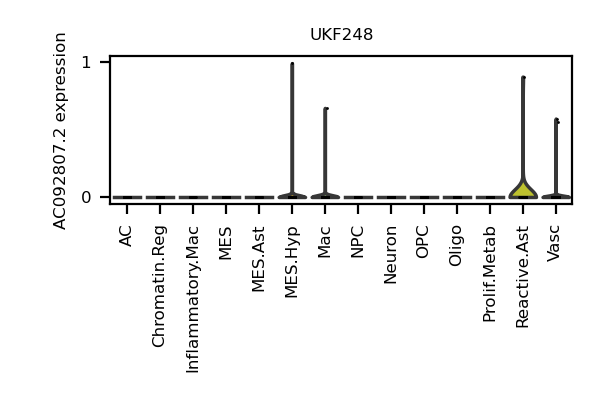 UKF248
AC092807.2 expression
1
0
AC
Chromatin.Reg
Inflammatory.Mac
MES
MES.Ast
MES.Hyp
Mac
NPC
Neuron
OPC
Oligo
Prolif.Metab
Reactive.Ast
Vasc